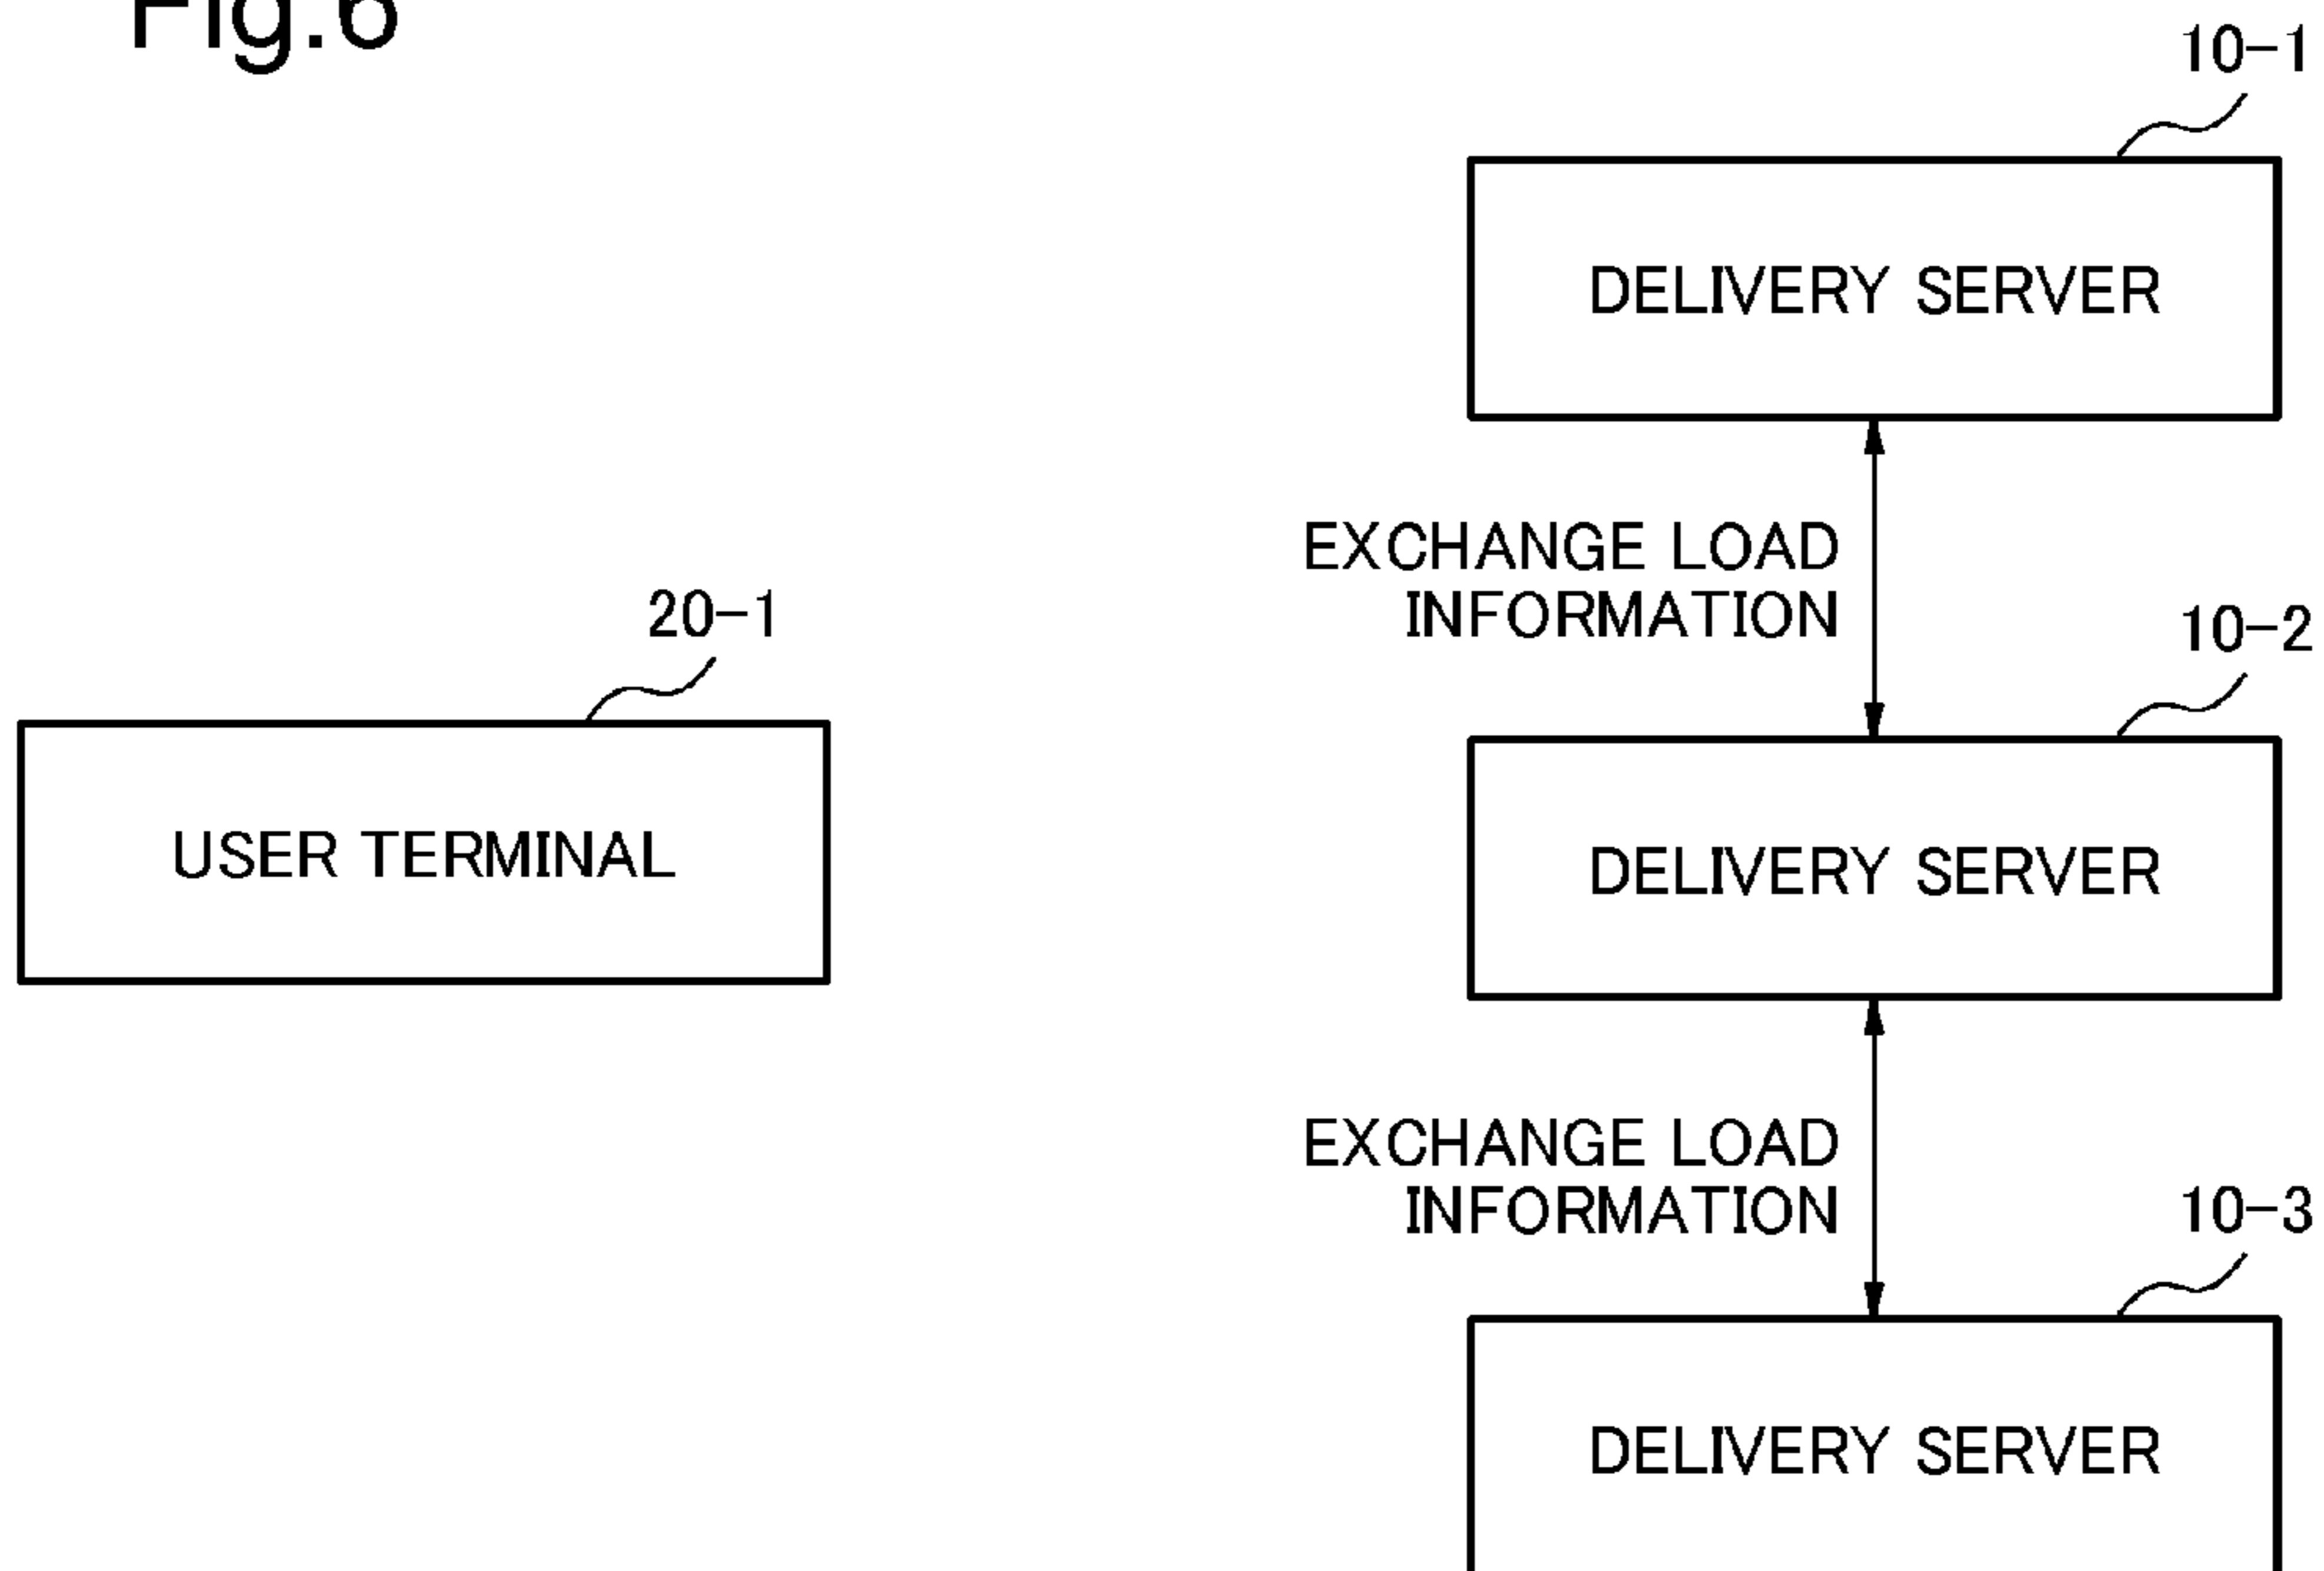 Fig.6
10-1
DELIVERY SERVER
EXCHANGE LOAD
INFORMATION
20-1
10-2
USER TERMINAL
DELIVERY SERVER
EXCHANGE LOAD
INFORMATION
10-3
DELIVERY SERVER